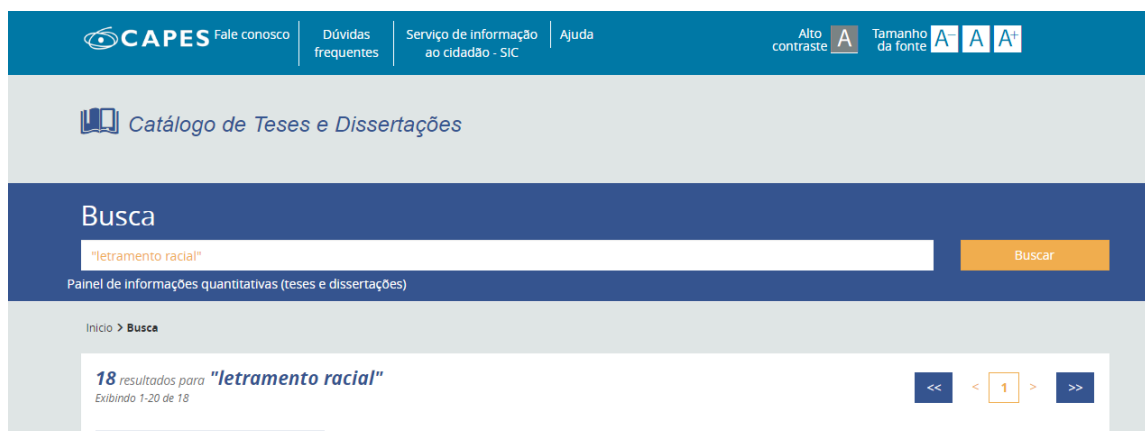 CAPES Fale conosco
Dúvidas
frequentes
Serviço de informação
ao cidadão - SIC
Ajuda
Alto
contraste
A
Tamanho
da fonte
A- A A+
Catálogo de Teses e Dissertações
Busca
"letramento racial"
Buscar
Painel de informações quantitativas (teses e dissertações)
Inicio > Busca
18 resultados para "letramento racial"
Exibindo 1-20 de 18
<< < 1 > >>